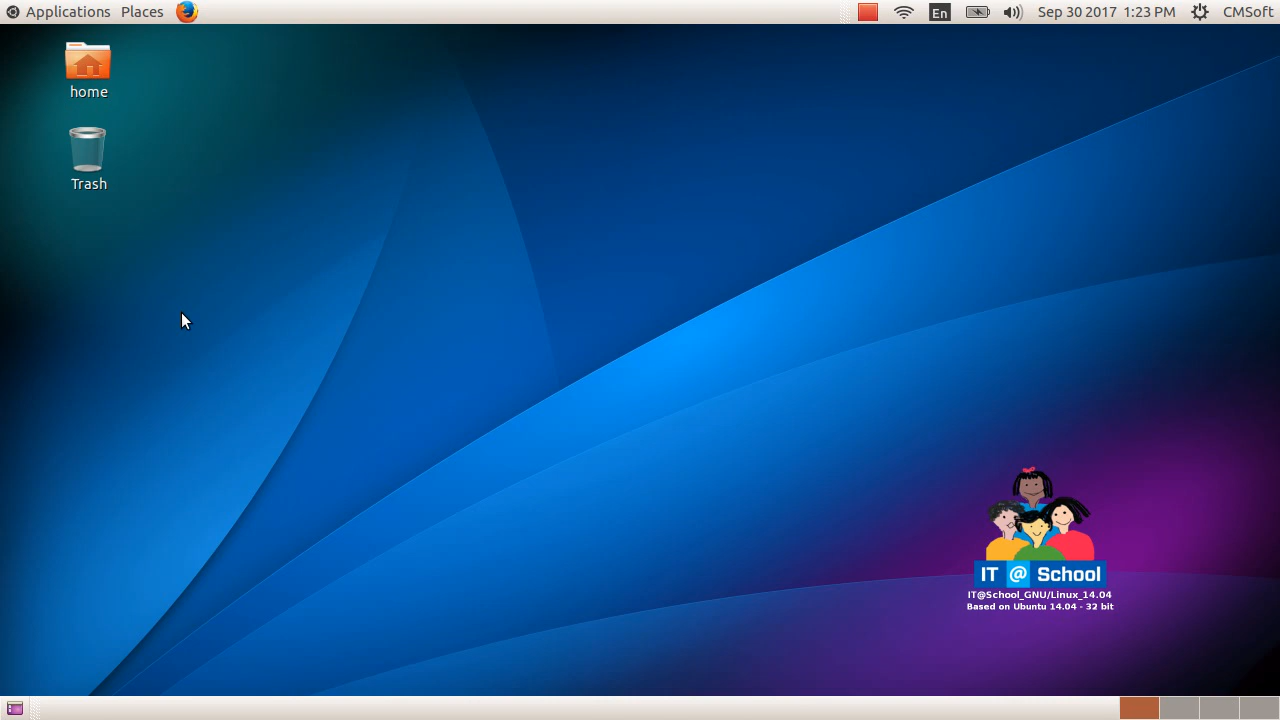 Applications Places En Sep 30 2017 1:23 PM CMSoft
home
Trash
IT @ School
IT@School_GNU/Linux_14.04
Based on Ubuntu 14.04 - 32 bit